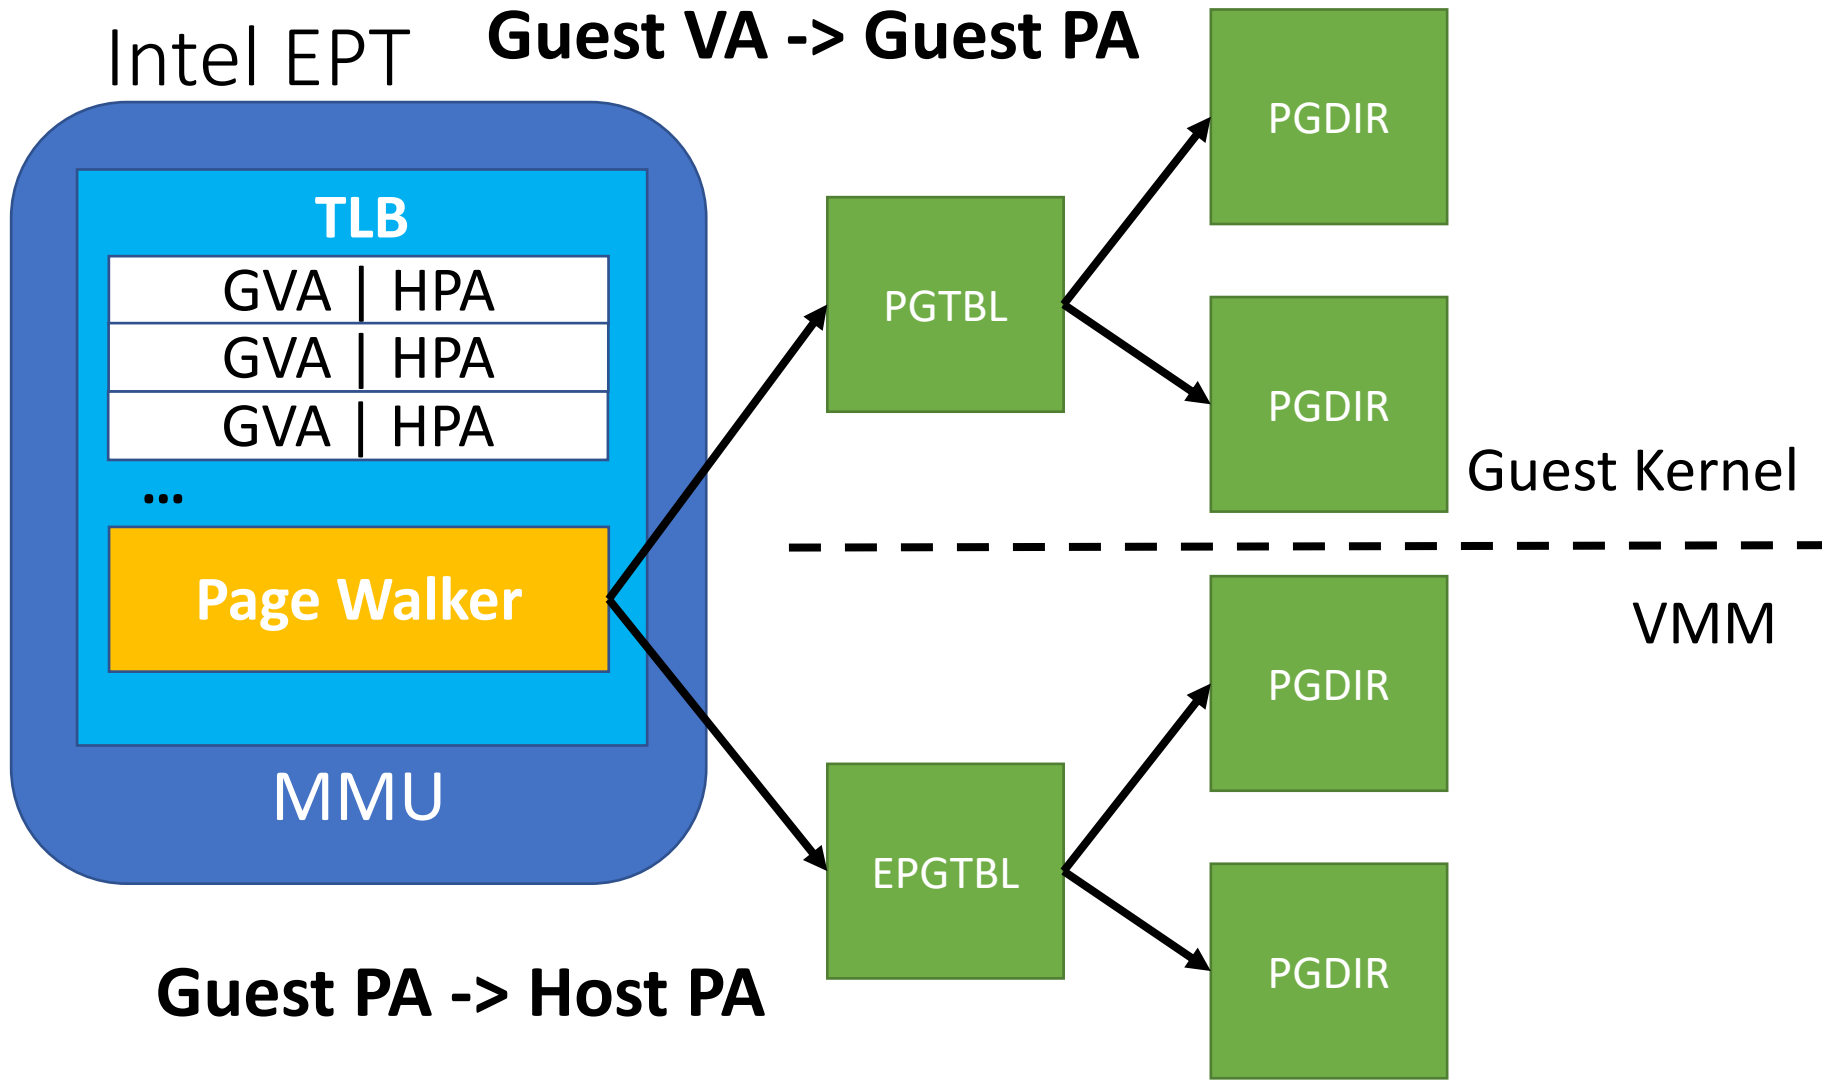 Intel EPT
Guest VA -> Guest PA
TLB
GVA | HPA
GVA | HPA
GVA | HPA
...
Page Walker
MMU
PGTBL
PGDIR
PGDIR
Guest Kernel
VMM
EPGTBL
PGDIR
PGDIR
Guest PA -> Host PA